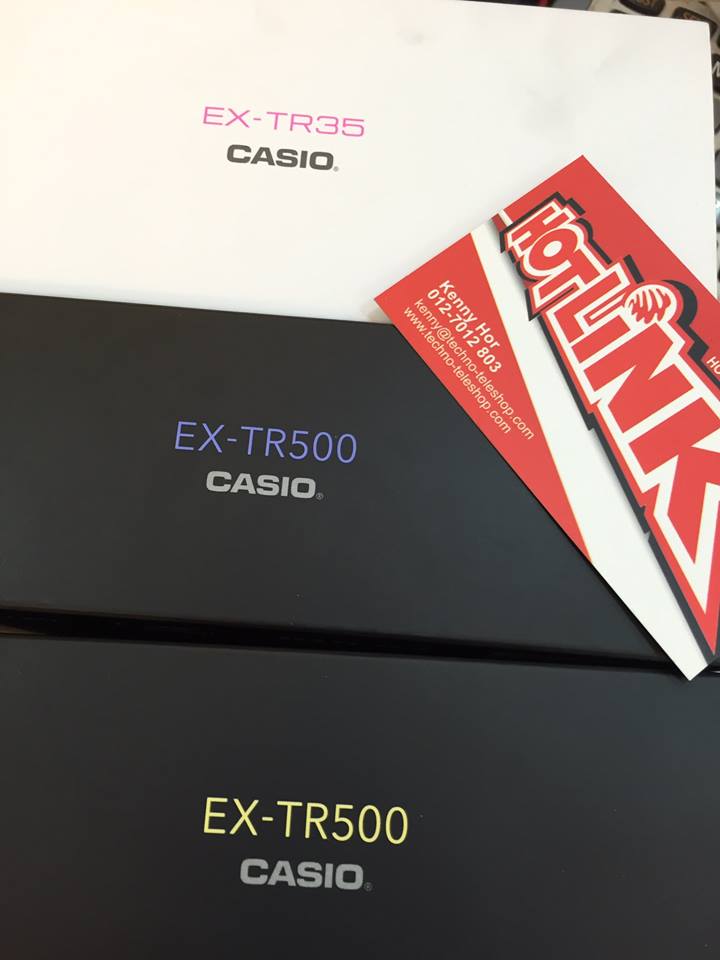 EX-TR35
CASIO®
HOTLINK
Kenny Hor
012-7012 803
kenny@techno-teleshop.com
www.techno-teleshop.com
EX-TR500
CASIO®
EX-TR500
CASIO®